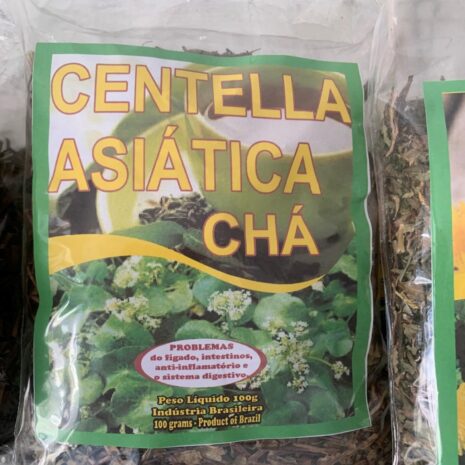 CENTELLA
ASIÁTICA
CHÁ
PROBLEMAS
do fígado, intestinos,
anti-inflamatório e
o sistema digestivo
Peso Líquido 100g
Indústria Brasileira
100 grams - Product of Brazil